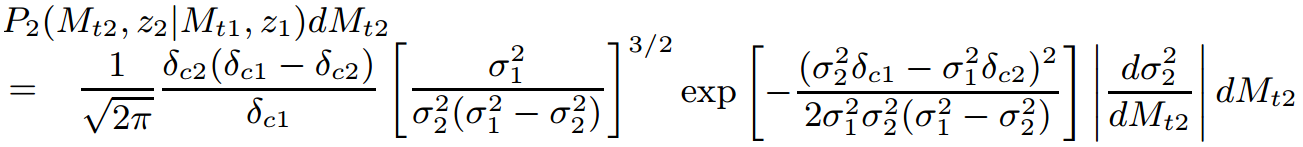 P_2(M_{t2}, z_2|M_{t1}, z_1)dM_{t2}
= \frac{1}{\sqrt{2\pi}} \frac{\delta_{c2}(\delta_{c1} - \delta_{c2})}{\delta_{c1}} \left[ \frac{\sigma_1^2}{\sigma_2^2(\sigma_1^2 - \sigma_2^2)} \right]^{3/2} \exp \left[ -\frac{(\sigma_2^2\delta_{c1} - \sigma_1^2\delta_{c2})^2}{2\sigma_1^2\sigma_2^2(\sigma_1^2 - \sigma_2^2)} \right] \left| \frac{d\sigma_2^2}{dM_{t2}} \right| dM_{t2}